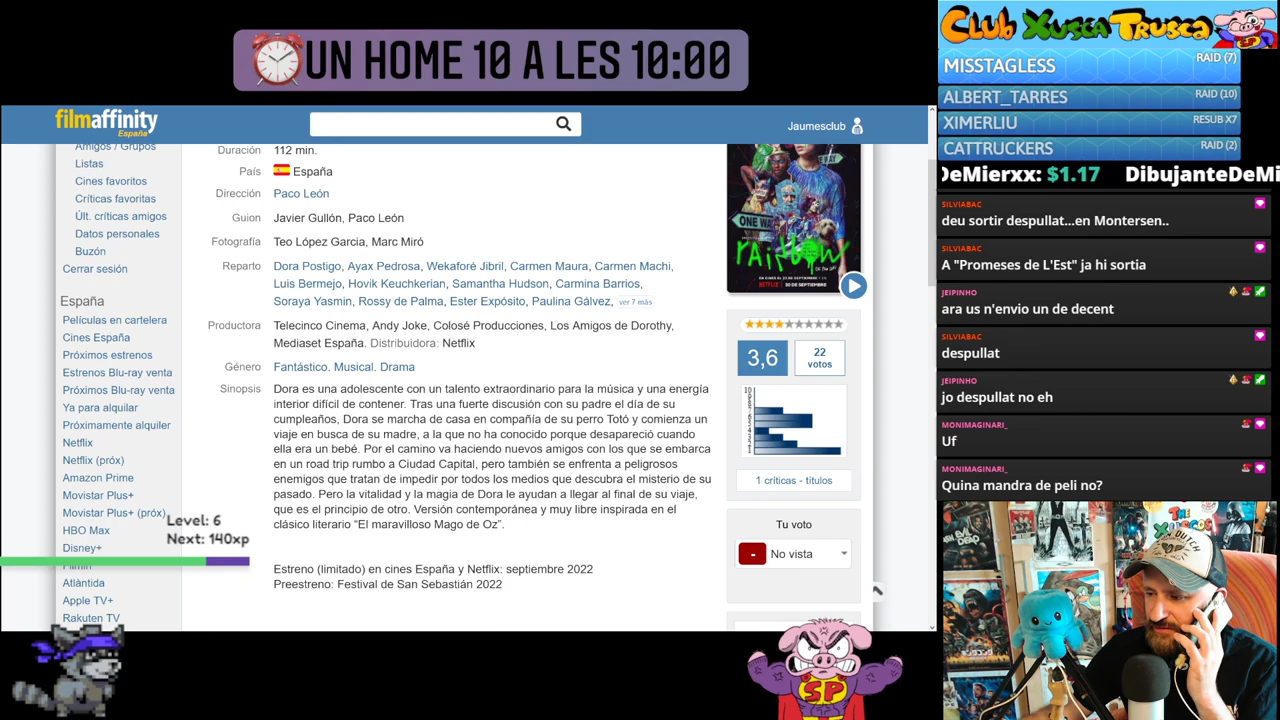 ⏰UN HOME 10 A LES 10:00
filmaffinity
España
Jaumesclub
Amigos / Grupos
Listas
Cines favoritos
Críticas favoritas
Últ. críticas amigos
Datos personales
Buzón
Cerrar sesión
España
Películas en cartelera
Cines España
Próximos estrenos
Estrenos Blu-ray venta
Próximos Blu-ray venta
Ya para alquilar
Próximamente alquiler
Netflix
Netflix (próx)
Amazon Prime
Movistar Plus+
Movistar Plus+ (próx)
HBO Max
Disney+
Filmin
Atlàntida
Apple TV+
Rakuten TV
Level: 6
Next: 140xp
Duración 112 min.
País España
Dirección Paco León
Guion Javier Gullón, Paco León
Fotografía Teo López Garcia, Marc Miró
Reparto Dora Postigo, Ayax Pedrosa, Wekaforé Jibril, Carmen Maura, Carmen Machi,
Luis Bermejo, Hovik Keuchkerian, Samantha Hudson, Carmina Barrios,
Soraya Yasmin, Rossy de Palma, Ester Expósito, Paulina Gálvez, ver 7 más
Productora Telecinco Cinema, Andy Joke, Colosé Producciones, Los Amigos de Dorothy,
Mediaset España. Distribuidora: Netflix
Género Fantástico. Musical. Drama
Sinopsis Dora es una adolescente con un talento extraordinario para la música y una energía
interior difícil de contener. Tras una fuerte discusión con su padre el día de su
cumpleaños, Dora se marcha de casa en compañía de su perro Totó y comienza un
viaje en busca de su madre, a la que no ha conocido porque desapareció cuando
ella era un bebé. Por el camino va haciendo nuevos amigos con los que se embarca
en un road trip rumbo a Ciudad Capital, pero también se enfrenta a peligrosos
enemigos que tratan de impedir por todos los medios que descubra el misterio de su
pasado. Pero la vitalidad y la magia de Dora le ayudan a llegar al final de su viaje,
que es el principio de otro. Versión contemporánea y muy libre inspirada en el
clásico literario “El maravilloso Mago de Oz”.
Estreno (limitado) en cines España y Netflix: septiembre 2022
Preestreno: Festival de San Sebastián 2022
ONE WAY
rainbow
NETFLIX 30 DE SEPTIEMBRE
3,6
22
votos
10
1
1 críticas - títulos
Tu voto
- No vista
SP
Club Xusca Trusca
MISSTAGLESS RAID (7)
ALBERT_TARRES RAID (10)
XIMERLIU RESUB X7
CATTRUCKERS RAID (2)
DeMierxx: $1.17 DibujanteDeMi
SILVIABAC
deu sortir despullat...en Montersen..
SILVIABAC
A "Promeses de L'Est" ja hi sortia
JEIPINHO
ara us n'envio un de decent
SILVIABAC
despullat
JEIPINHO
jo despullat no eh
MONIMAGINARI_
Uf
MONIMAGINARI_
Quina mandra de peli no?